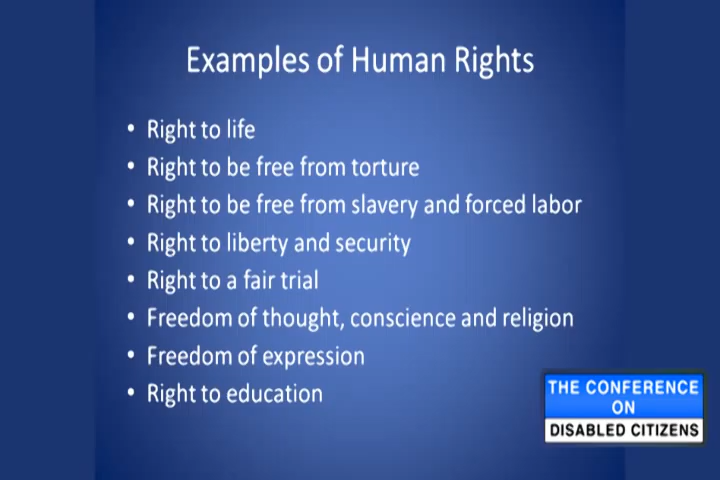 Examples of Human Rights
• Right to life
• Right to be free from torture
• Right to be free from slavery and forced labor
• Right to liberty and security
• Right to a fair trial
• Freedom of thought, conscience and religion
• Freedom of expression
• Right to education
THE CONFERENCE
ON
DISABLED CITIZENS